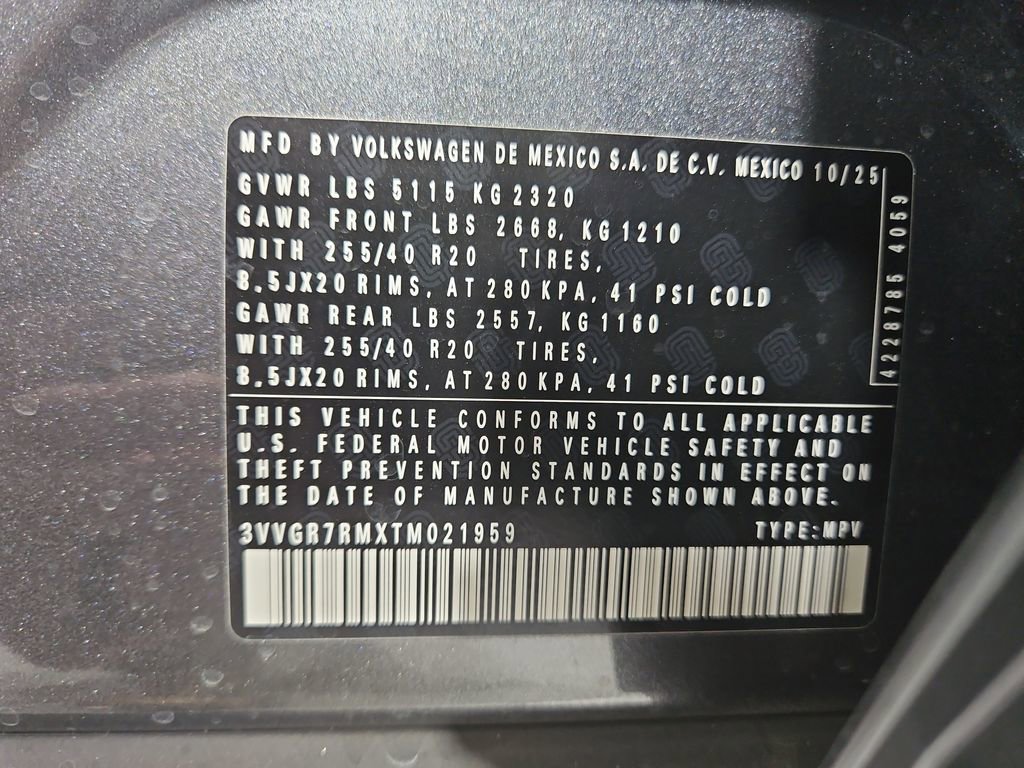 MFD BY VOLKSWAGEN DE MEXICO S.A. DE C.V. MEXICO 10/25
GVWR LBS 5115 KG 2320
GAWR FRONT LBS 2668, KG 1210
WITH 255/40 R20 TIRES,
8.5JX20 RIMS, AT 280 KPA, 41 PSI COLD
GAWR REAR LBS 2557, KG 1160
WITH 255/40 R20 TIRES,
8.5JX20 RIMS, AT 280 KPA, 41 PSI COLD
4228785 4059
THIS VEHICLE CONFORMS TO ALL APPLICABLE
U.S. FEDERAL MOTOR VEHICLE SAFETY AND
THEFT PREVENTION STANDARDS IN EFFECT ON
THE DATE OF MANUFACTURE SHOWN ABOVE.
3VVGR7RMXTM021959 TYPE:MPV